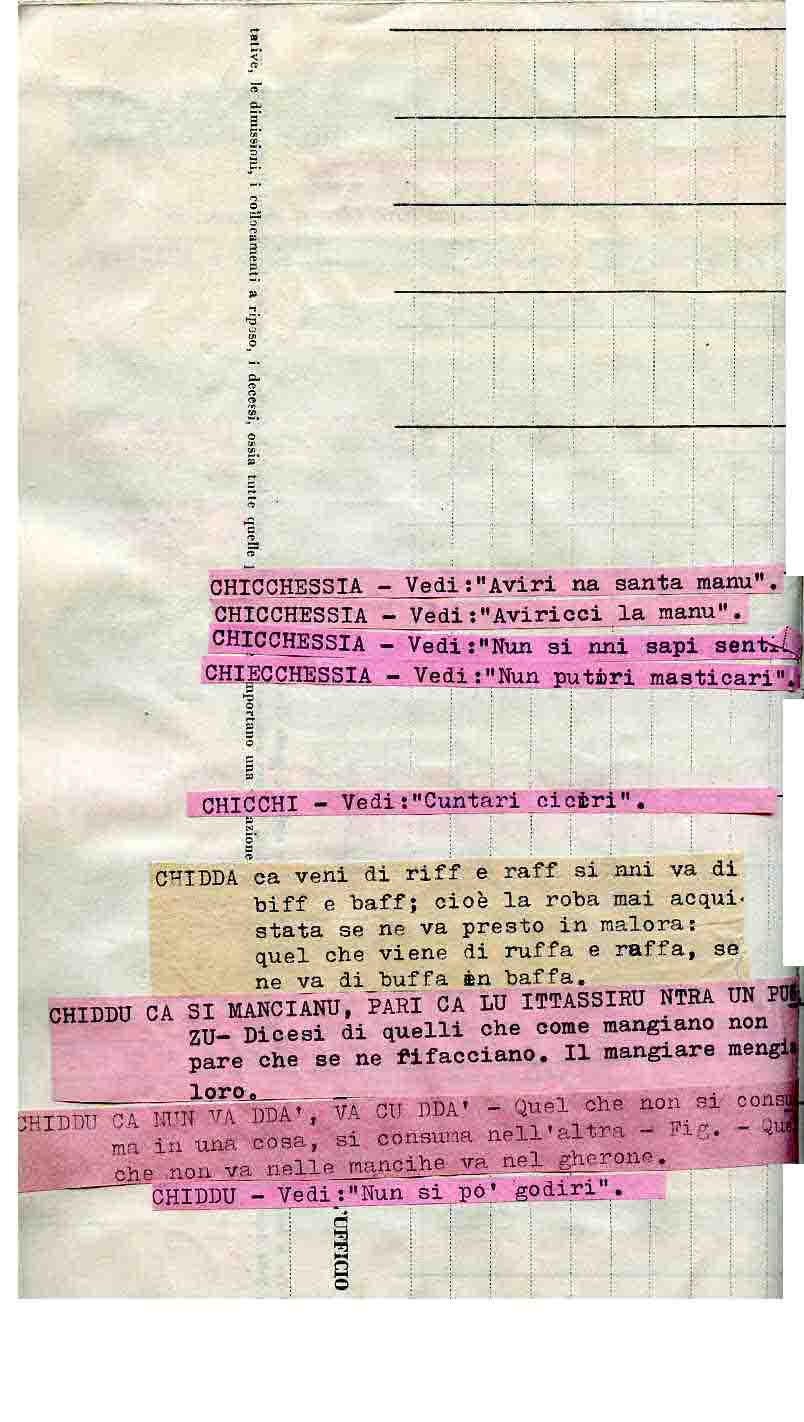 tative, le dimissioni, i collocamenti a riposo, i decessi, ossia tutte quelle
mportano una
azione
CHICCHESSIA - Vedi:"Aviri na santa manu".
CHICCHESSIA - Vedi:"Aviricci la manu".
CHICCHESSIA - Vedi:"Nun si nni sapi senti
CHIECCHESSIA - Vedi:"Nun putiri masticari".
CHICCHI - Vedi:"Cuntari ciciri".
CHIDDA ca veni di riff e raff si nni va di
biff e baff; cioè la roba mai acqui-
stata se ne va presto in malora:
quel che viene di ruffa e raffa, se
ne va di buffa in baffa.
CHIDDU CA SI MANCIANU, PARI CA LU ITTASSIRU NTRA UN PU
ZU- Dicesi di quelli che come mangiano non
pare che se ne fifacciano. Il mangiare mengi
loro.
CHIDDU CA NUN VA DDA', VA CU DDA' - Quel che non si consu
ma in una cosa, si consuma nell'altra - Fig. - Que
che non va nelle mancihe va nel gherone.
CHIDDU - Vedi:"Nun si po' godiri".
'UFFICIO